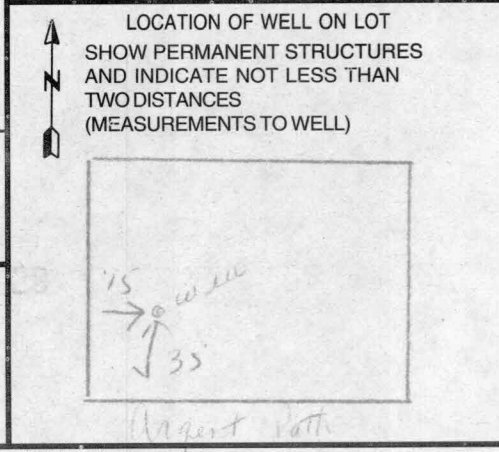 LOCATION OF WELL ON LOT
SHOW PERMANENT STRUCTURES
N AND INDICATE NOT LESS THAN
TWO DISTANCES
(MEASUREMENTS TO WELL)
15
well
35
Argent Path